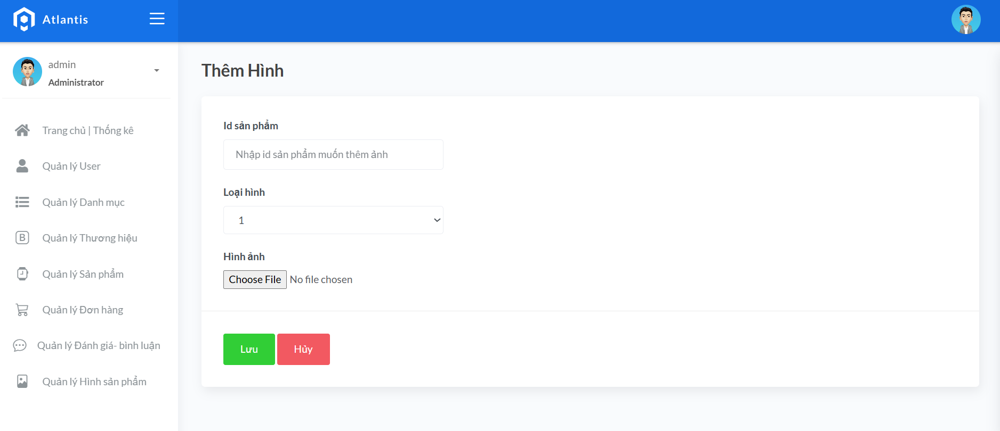 Atlantis
admin
Administrator
Trang chủ | Thống kê
Quản lý User
Quản lý Danh mục
Quản lý Thương hiệu
Quản lý Sản phẩm
Quản lý Đơn hàng
Quản lý Đánh giá- bình luận
Quản lý Hình sản phẩm
Thêm Hình
Id sản phẩm
Nhập id sản phẩm muốn thêm ảnh
Loại hình
1
Hình ảnh
Choose File No file chosen
Lưu Hủy